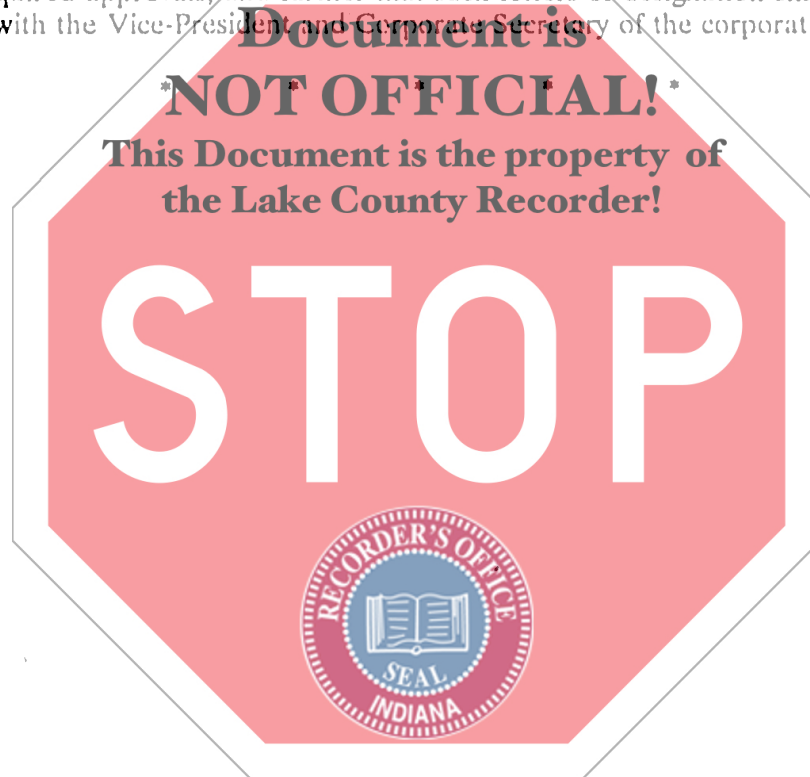 with the Vice-President and Corporate Secretary of the corporat
Document is
NOT OFFICIAL!
* * * * *
This Document is the property of
the Lake County Recorder!
STOP
RECORDER'S OFFICE
SEAL
INDIANA